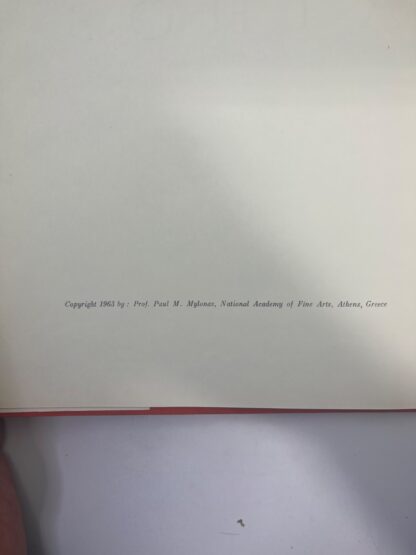 Copyright 1963 by : Prof. Paul M. Mylonas, National Academy of Fine Arts, Athens, Greece